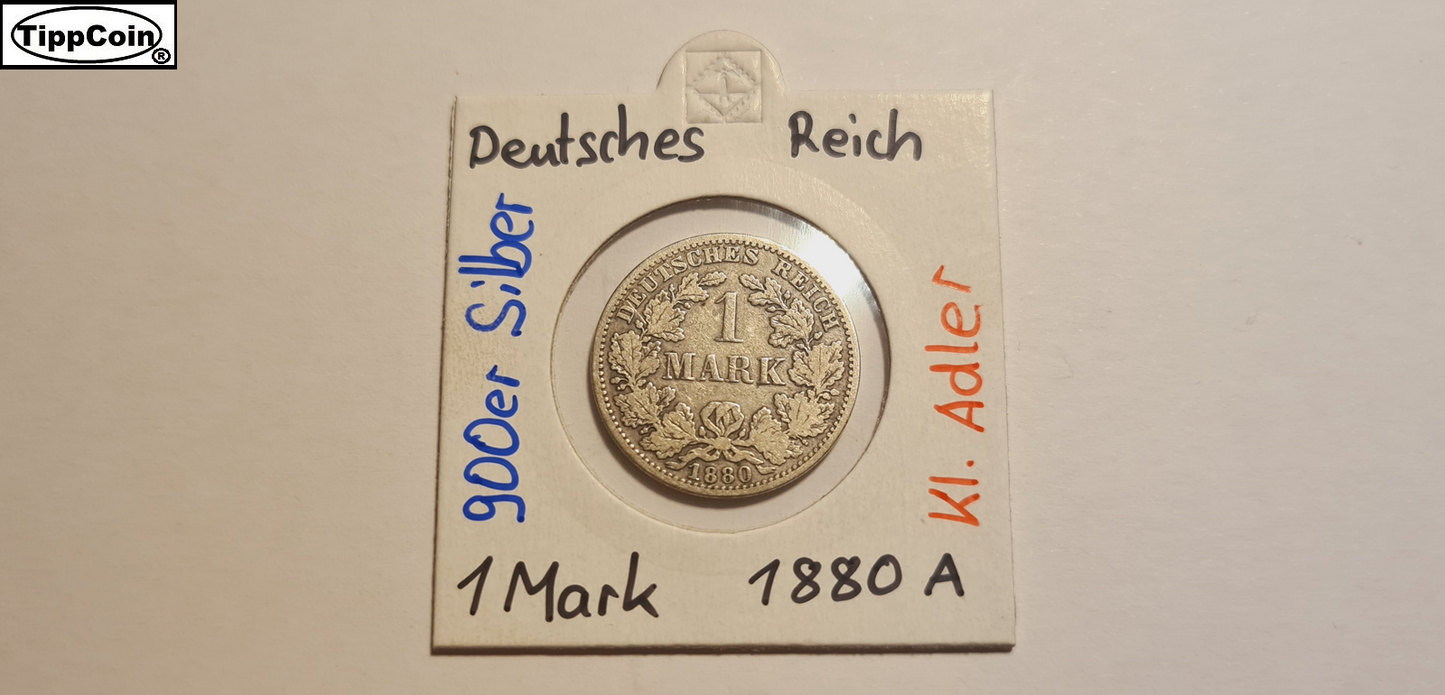 TippCoin®
Deutsches Reich
900er Silber
DEUTSCHES REICH
1
MARK
1880
Kl. Adler
1 Mark 1880 A